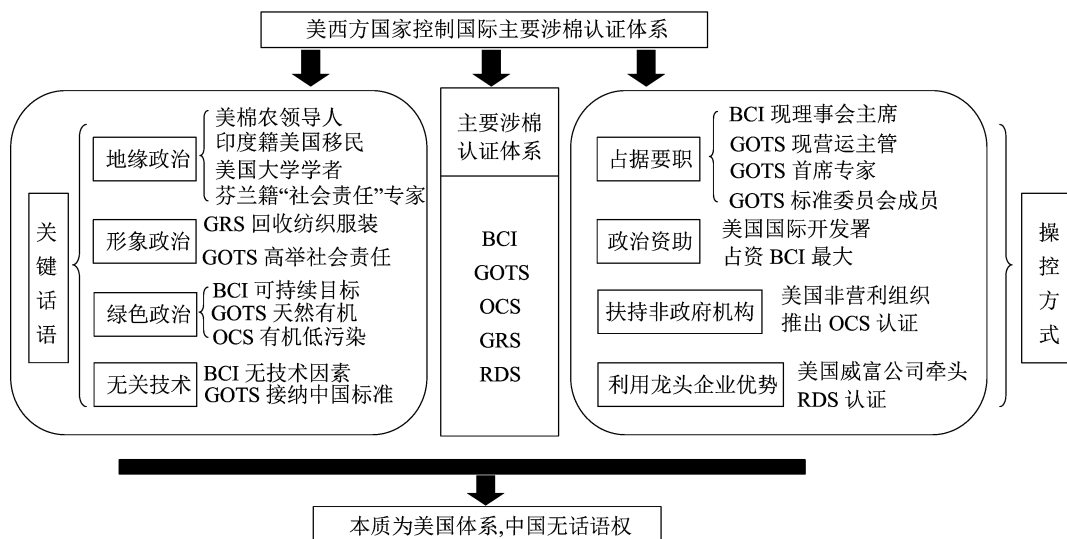 美西方国家控制国际主要涉棉认证体系
关键话语
地缘政治
美棉农领导人
印度籍美国移民
美国大学学者
芬兰籍“社会责任”专家
形象政治
GRS 回收纺织服装
GOTS 高举社会责任
绿色政治
BCI 可持续目标
GOTS 天然有机
OCS 有机低污染
无关技术
BCI 无技术因素
GOTS 接纳中国标准
主要涉棉
认证体系
BCI
GOTS
OCS
GRS
RDS
占据要职
BCI 现理事会主席
GOTS 现营运主管
GOTS 首席专家
GOTS 标准委员会成员
政治资助
美国国际开发署
占资 BCI 最大
扶持非政府机构
美国非营利组织
推出 OCS 认证
利用龙头企业优势
美国威富公司牵头
RDS 认证
操控方式
本质为美国体系,中国无话语权